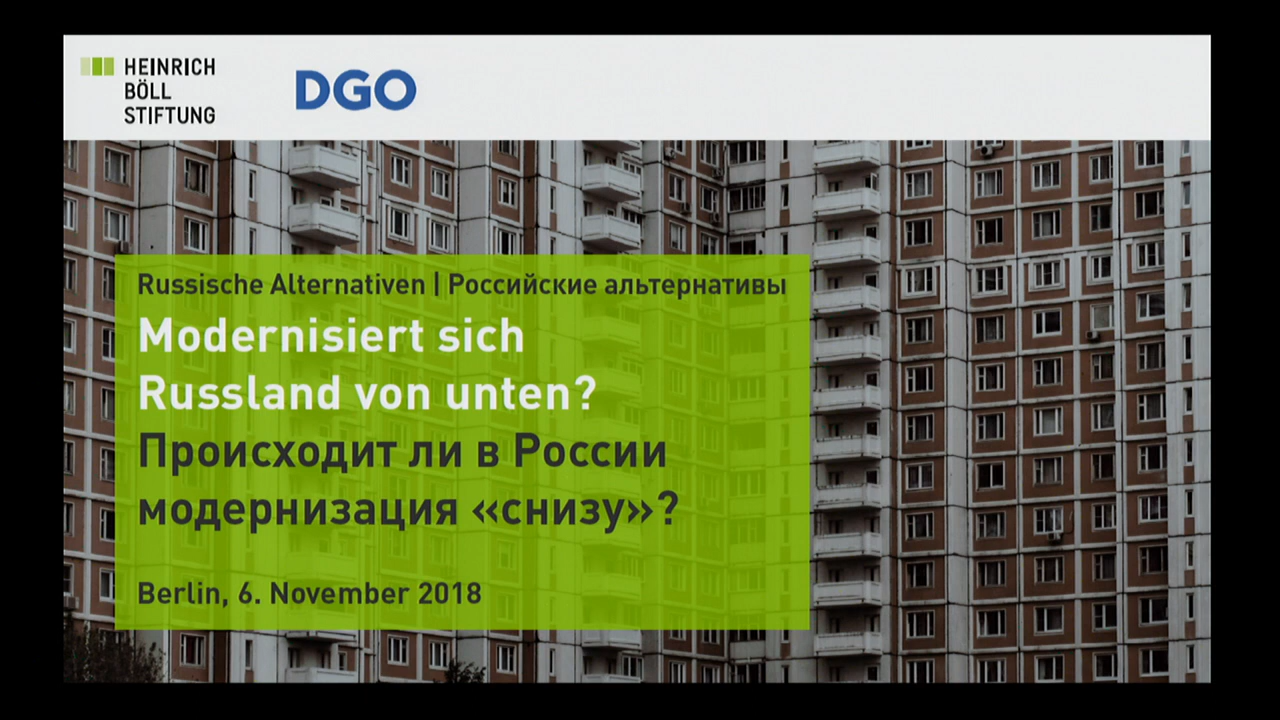 HEINRICH
BÖLL
STIFTUNG
DGO
Russische Alternativen | Российские альтернативы
Modernisiert sich
Russland von unten?
Происходит ли в России
модернизация «снизу»?
Berlin, 6. November 2018